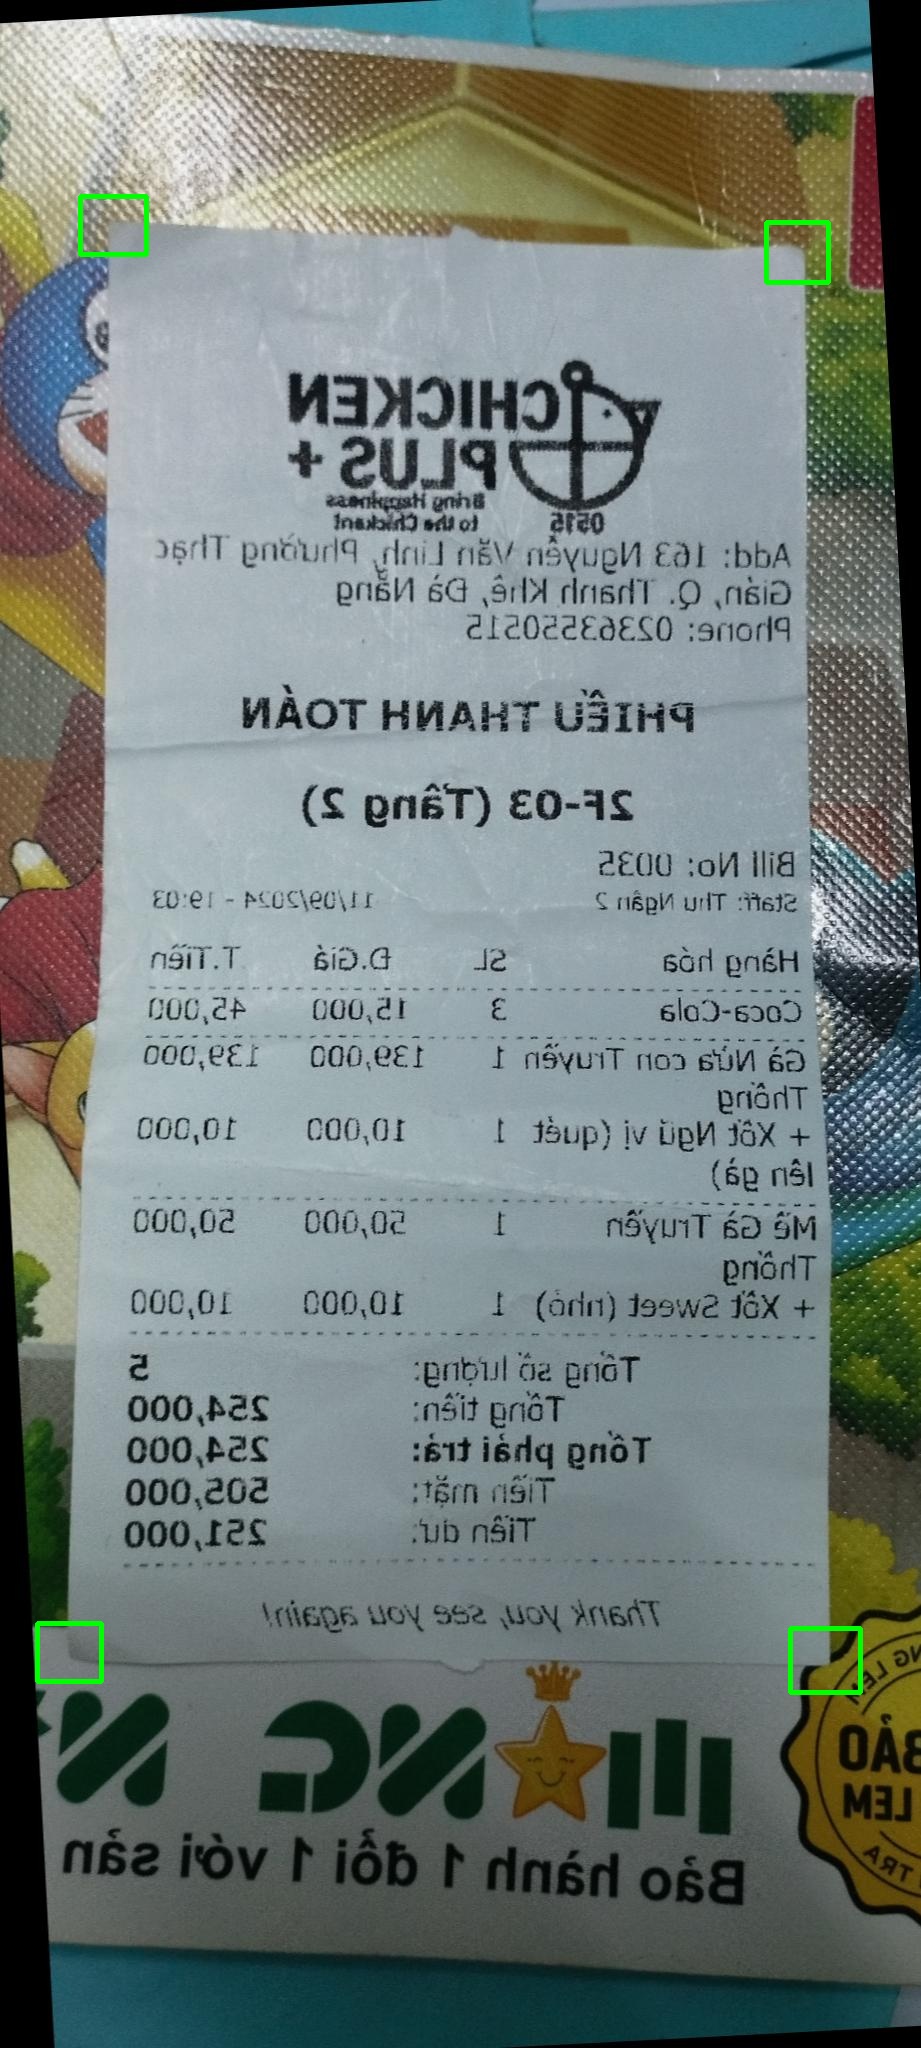 CHICKEN
PLUS +
Bring Happiness
to the Chickent
0515
Add: 163 Nguyễn Văn Linh, Phường Thạc
Gián, Q. Thanh Khê, Đà Nẵng
Phone: 02363550515
PHIẾU THANH TOÁN
2F-03 (Tầng 2)
Bill No: 0035
Staff: Thu Ngân 2 11/09/2024 - 19:03
Hàng hóa SL Đ.Giá T.Tiền
Coca-Cola 3 15,000 45,000
Gà Nửa con Truyền 1 139,000 139,000
Thống
+ Xốt Ngũ vị (quét 1 10,000 10,000
lên gà)
Mề Gà Truyền 1 50,000 50,000
Thống
+ Xốt Sweet (nhỏ) 1 10,000 10,000
Tổng số lượng: 5
Tổng tiền: 254,000
Tổng phải trả: 254,000
Tiền mặt: 505,000
Tiền dư: 251,000
Thank you, see you again!
Bảo hành 1 đổi 1 với sản
BẢO
LEM
TRA